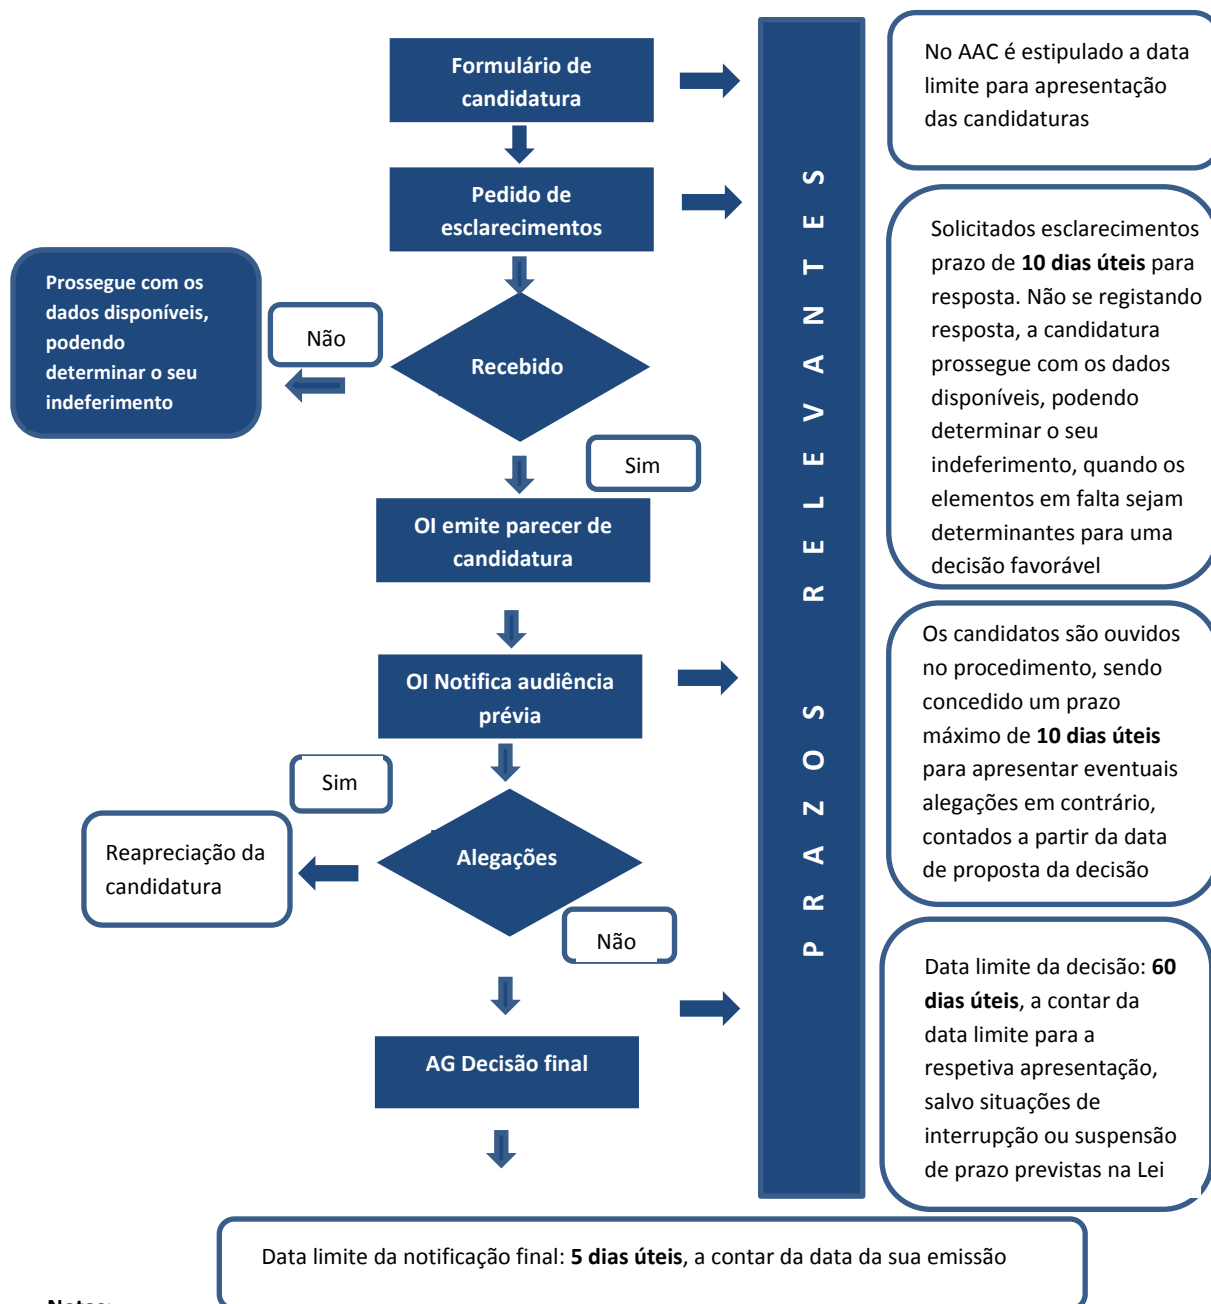 Formulário de
candidatura
No AAC é estipulado a data
limite para apresentação
das candidaturas
Pedido de
esclarecimentos
Solicitados esclarecimentos
prazo de 10 dias úteis para
resposta. Não se registando
resposta, a candidatura
prossegue com os dados
disponíveis, podendo
determinar o seu
indeferimento, quando os
elementos em falta sejam
determinantes para uma
decisão favorável
Prossegue com os
dados disponíveis,
podendo
determinar o seu
indeferimento
Não
Recebido
Sim
OI emite parecer de
candidatura
OI Notifica audiência
prévia
Os candidatos são ouvidos
no procedimento, sendo
concedido um prazo
máximo de 10 dias úteis
para apresentar eventuais
alegações em contrário,
contados a partir da data
de proposta da decisão
Sim
Reapreciação da
candidatura
Alegações
Não
AG Decisão final
Data limite da decisão: 60
dias úteis, a contar da
data limite para a
respetiva apresentação,
salvo situações de
interrupção ou suspensão
de prazo previstas na Lei
PRAZOS RELEVANTES
Data limite da notificação final: 5 dias úteis, a contar da data da sua emissão
Notas: